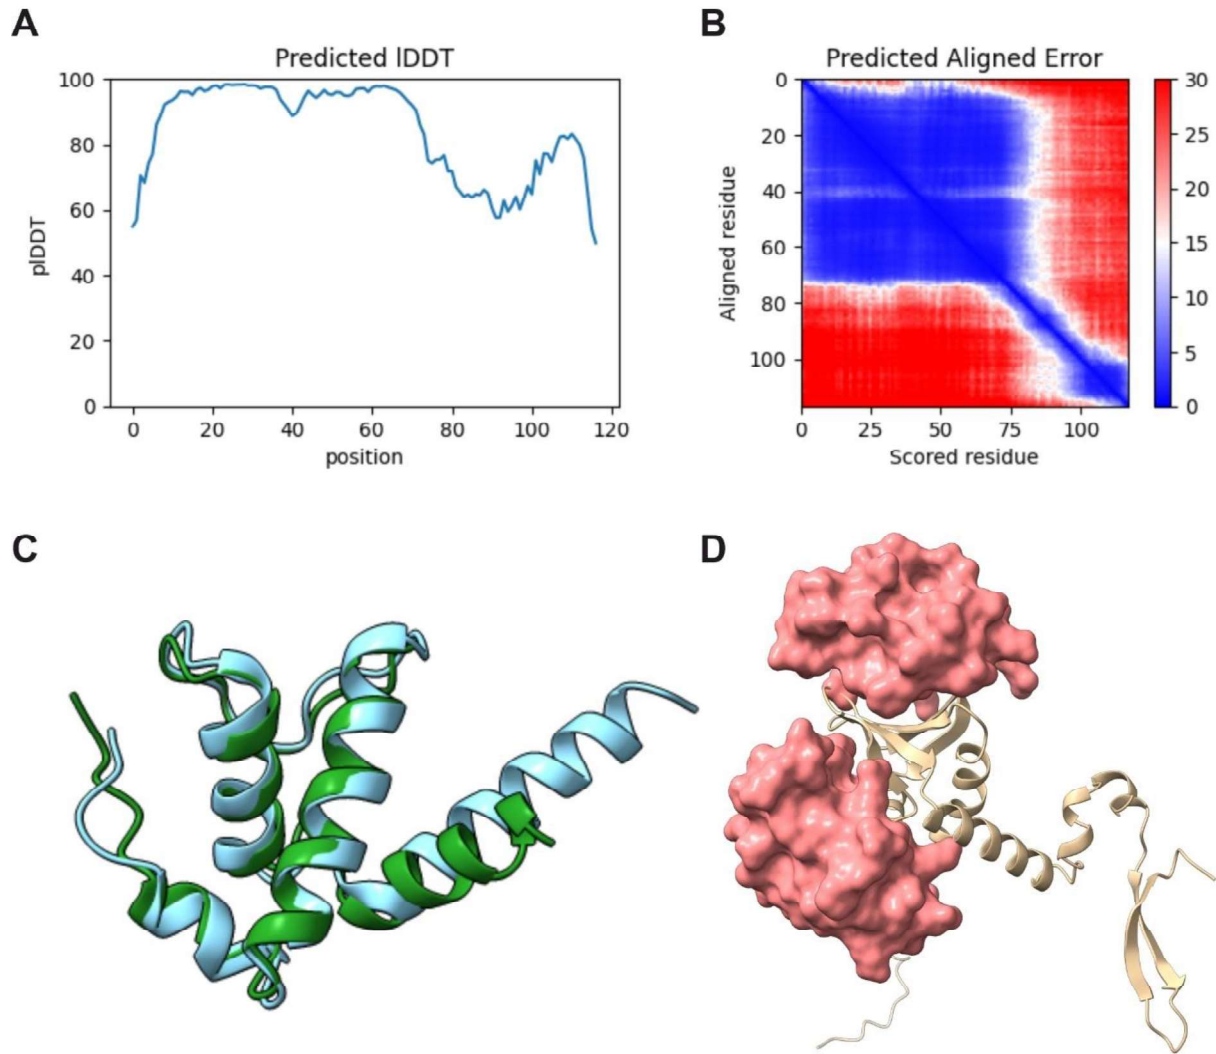 A
Predicted lDDT
100
80
60
40
20
0
plDDT
0 20 40 60 80 100 120
position
B
Predicted Aligned Error
0
20
40
60
80
100
Aligned residue
0 25 50 75 100
Scored residue
30
25
20
15
10
5
0
C
D